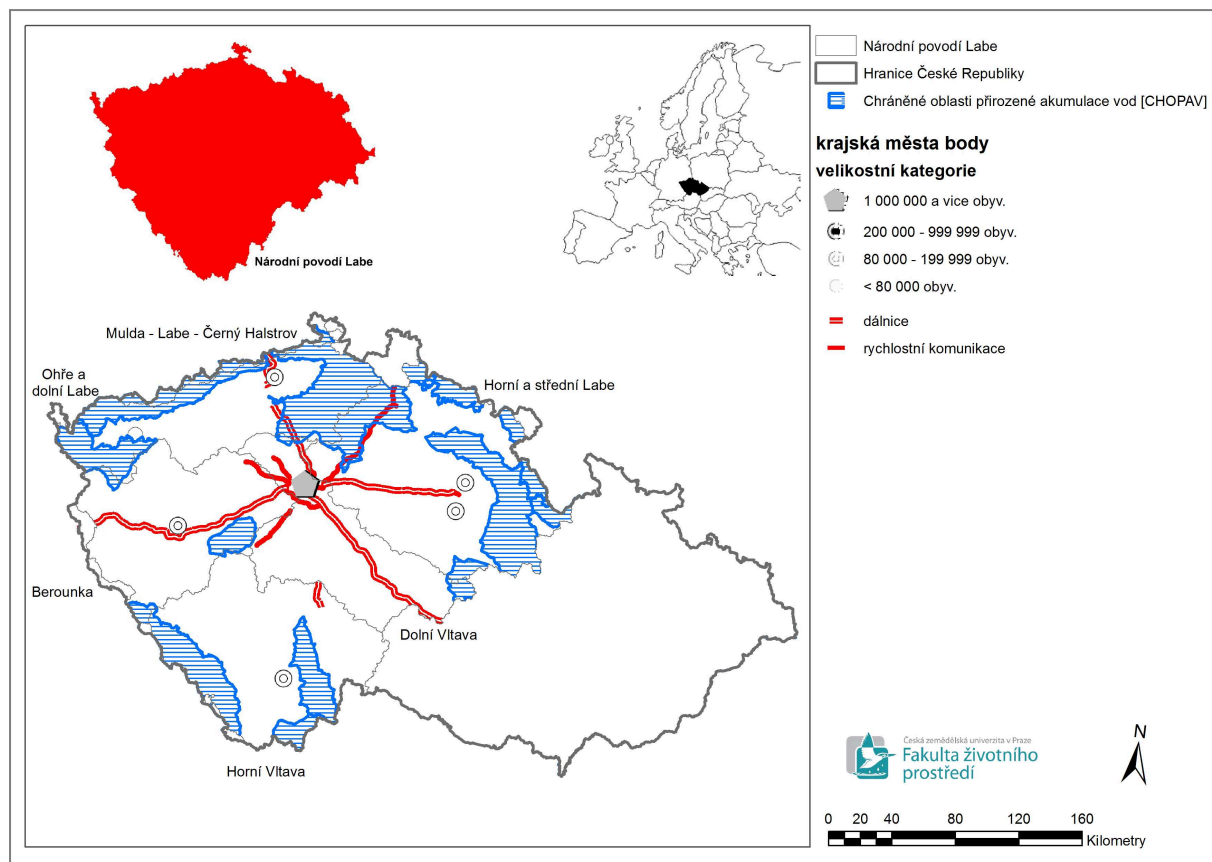 Národní povodí Labe
Mulda - Labe - Černý Halstrov
Ohře a
dolní Labe
Horní a střední Labe
Berounka
Dolní Vltava
Horní Vltava
Národní povodí Labe
Hranice České Republiky
Chráněné oblasti přirozené akumulace vod [CHOPAV]
krajská města body
velikostní kategorie
1 000 000 a vice obyv.
200 000 - 999 999 obyv.
80 000 - 199 999 obyv.
< 80 000 obyv.
dálnice
rychlostní komunikace
Česká zemědělská univerzita v Praze
Fakulta životního
prostředí
N
0 20 40 80 120 160
Kilometry